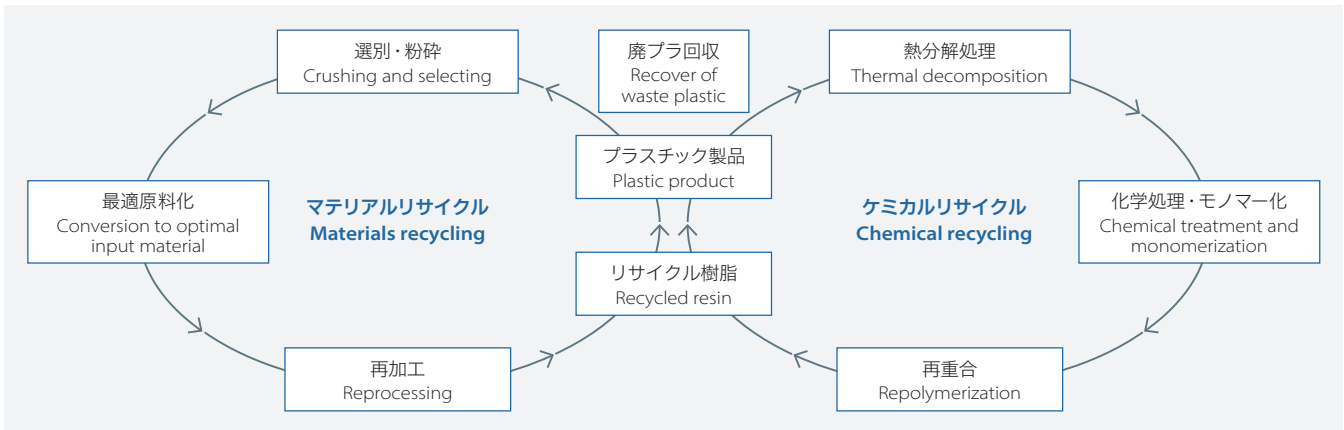 選別・粉砕
Crushing and selecting
廃プラ回収
Recover of
waste plastic
熱分解処理
Thermal decomposition
プラスチック製品
Plastic product
最適原料化
Conversion to optimal
input material
マテリアルリサイクル
Materials recycling
ケミカルリサイクル
Chemical recycling
化学処理・モノマー化
Chemical treatment and
monomerization
リサイクル樹脂
Recycled resin
再加工
Reprocessing
再重合
Repolymerization